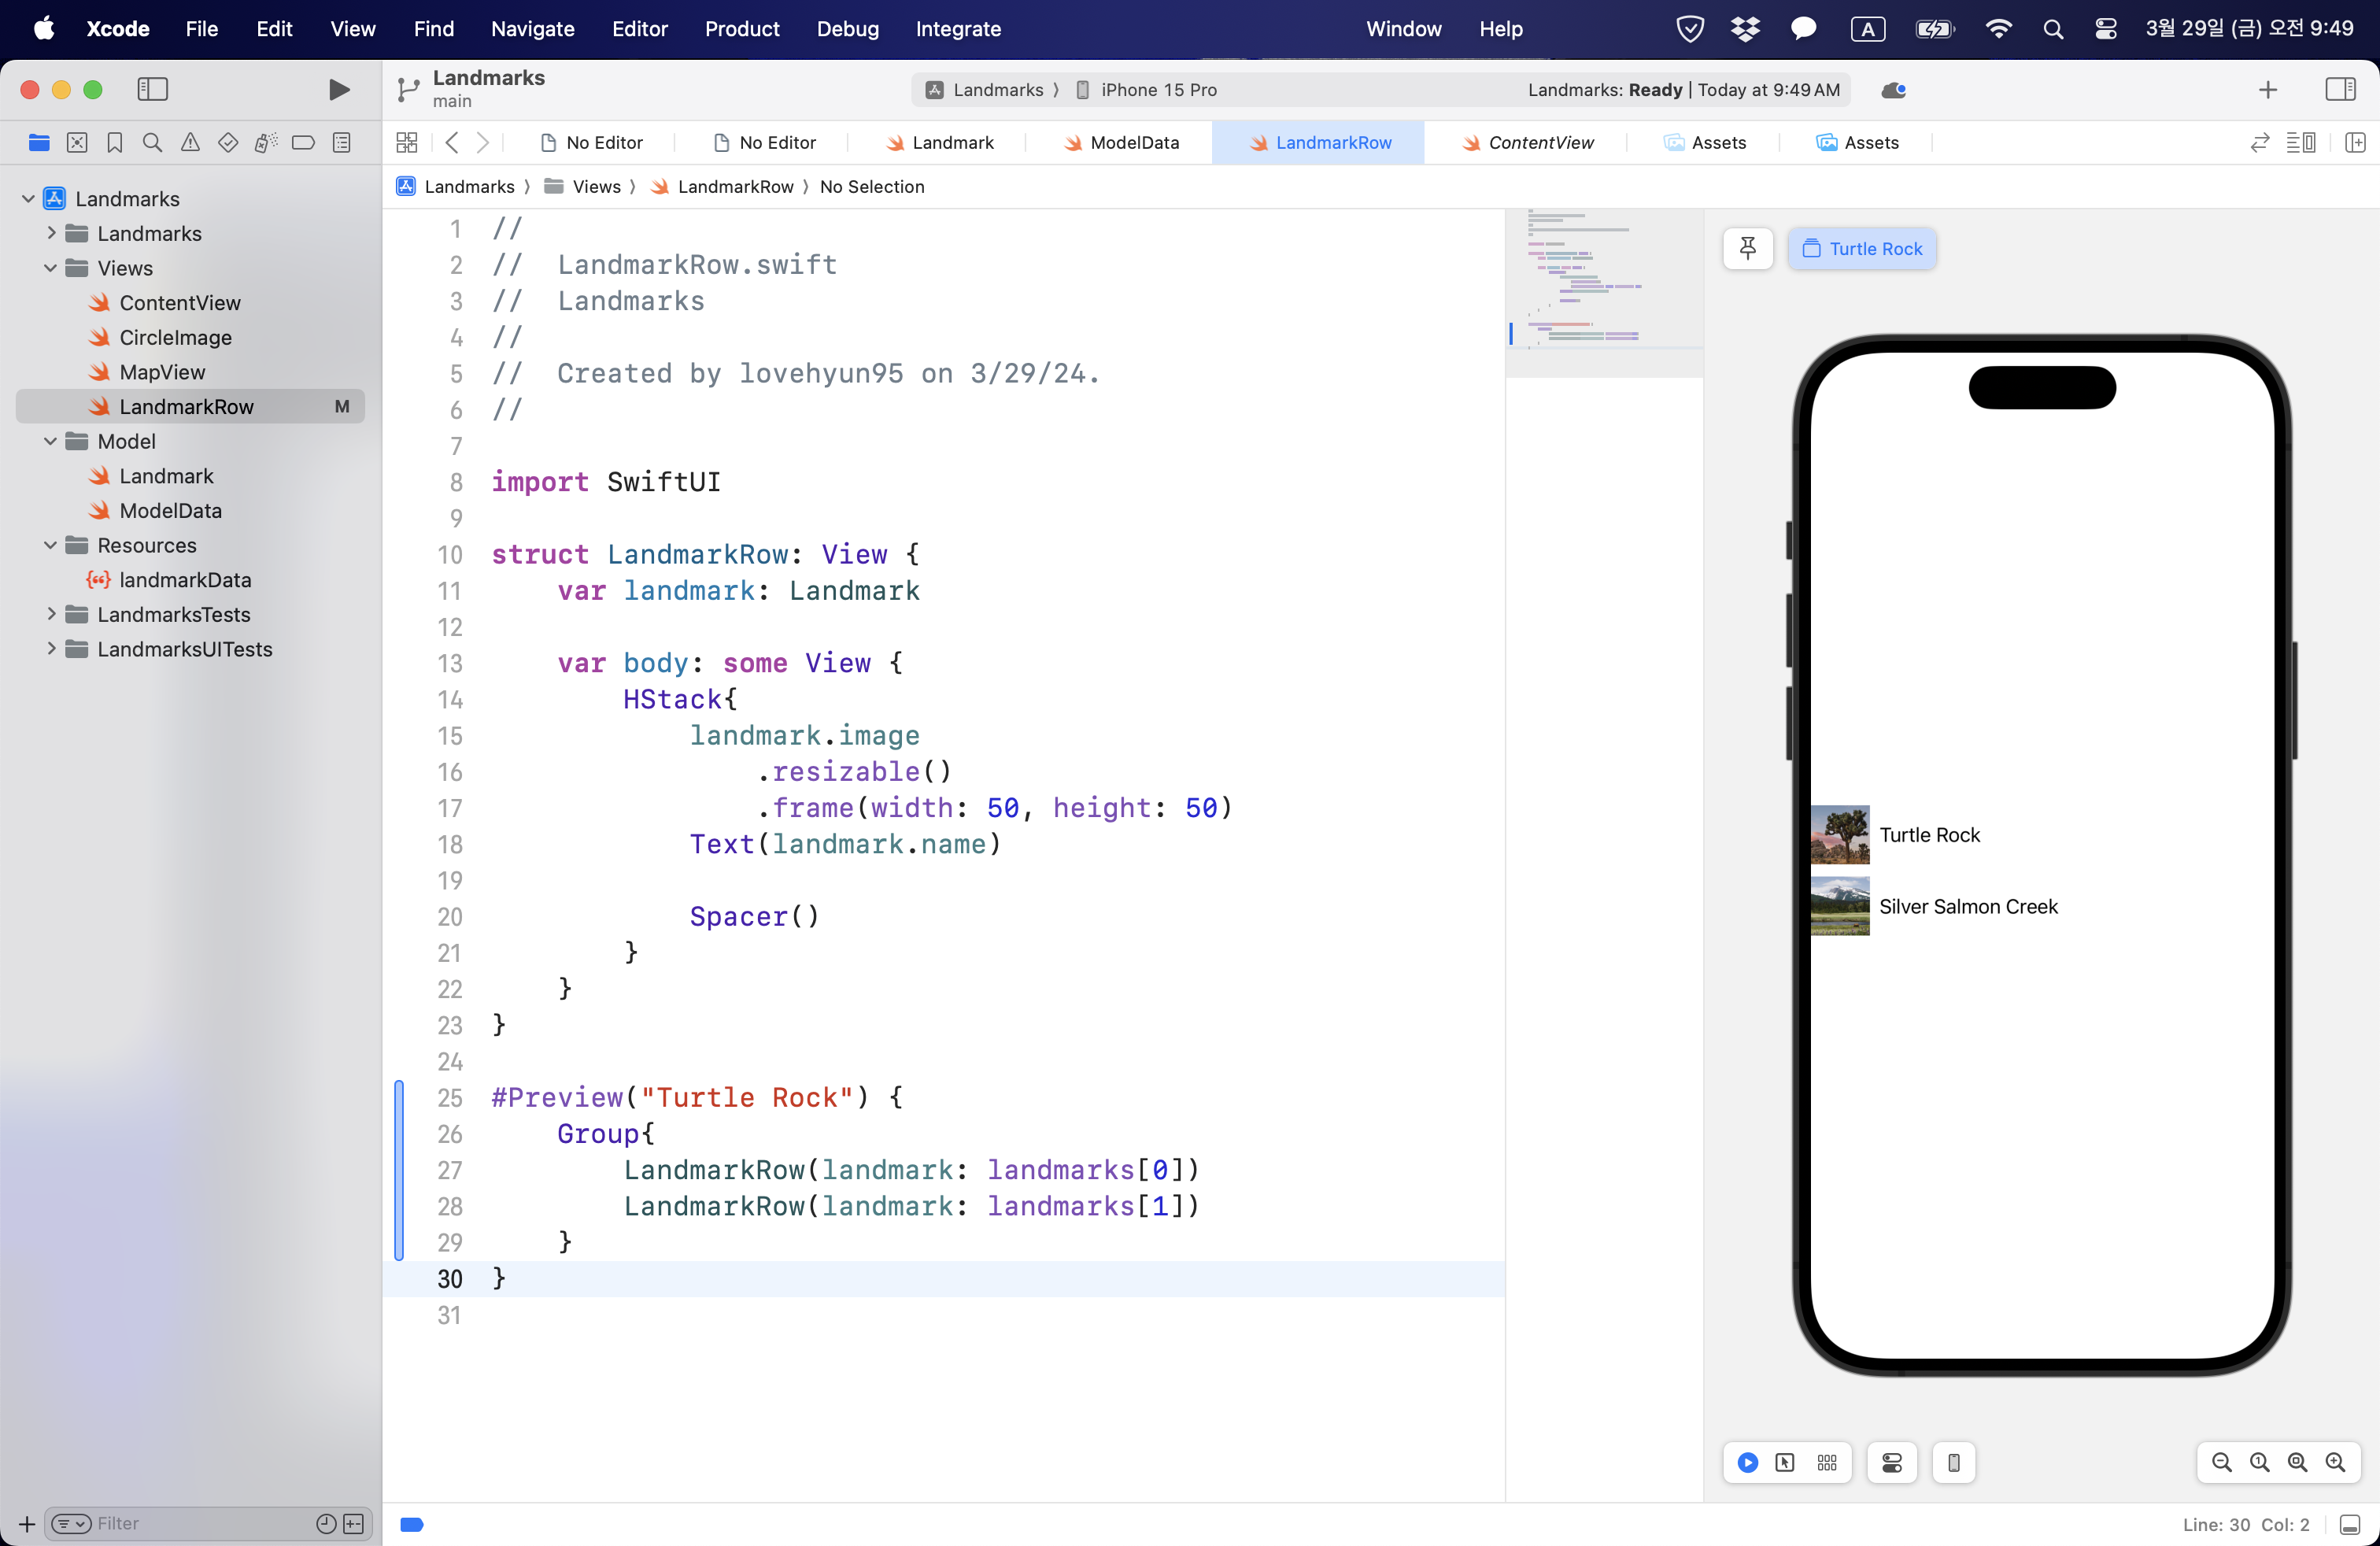 Xcode File Edit View Find Navigate Editor Product Debug Integrate Window Help A 3월 29일 (금) 오전 9:49
Landmarks
main
Landmarks 〉 iPhone 15 Pro
Landmarks: Ready | Today at 9:49 AM
No Editor No Editor Landmark ModelData LandmarkRow ContentView Assets Assets
Landmarks 〉 Views 〉 LandmarkRow 〉 No Selection
Landmarks
Landmarks
Views
ContentView
CircleImage
MapView
LandmarkRow M
Model
Landmark
ModelData
Resources
landmarkData
LandmarksTests
LandmarksUITests
Filter
1 //
2 //  LandmarkRow.swift
3 //  Landmarks
4 //
5 //  Created by lovehyun95 on 3/29/24.
6 //
7
8 import SwiftUI
9
10 struct LandmarkRow: View {
11     var landmark: Landmark
12
13     var body: some View {
14         HStack{
15             landmark.image
16                 .resizable()
17                 .frame(width: 50, height: 50)
18             Text(landmark.name)
19
20             Spacer()
21         }
22     }
23 }
24
25 #Preview("Turtle Rock") {
26     Group{
27         LandmarkRow(landmark: landmarks[0])
28         LandmarkRow(landmark: landmarks[1])
29     }
30 }
31
Turtle Rock
Turtle Rock
Silver Salmon Creek
Line: 30 Col: 2